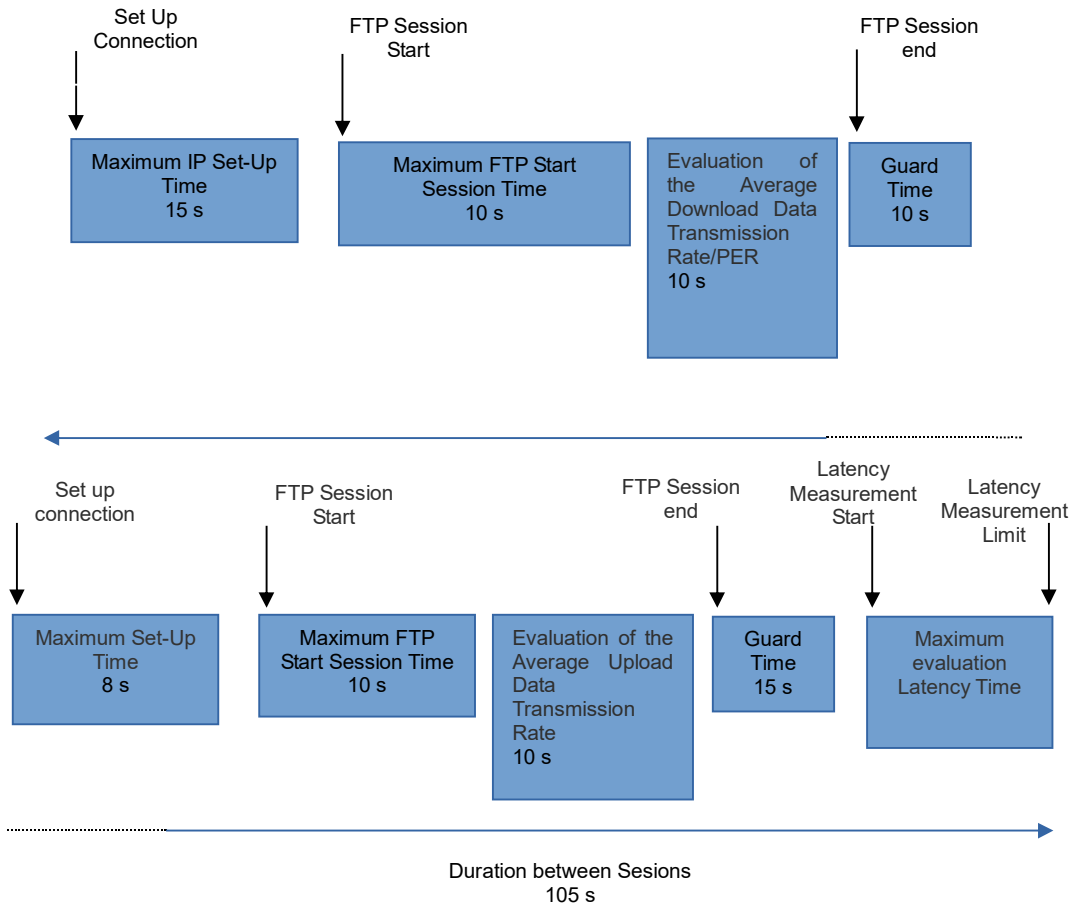 Set Up
Connection
FTP Session
Start
FTP Session
end
Maximum IP Set-Up
Time
15 s
Maximum FTP Start
Session Time
10 s
Evaluation of
the Average
Download Data
Transmission
Rate/PER
10 s
Guard
Time
10 s
Set up
connection
FTP Session
Start
FTP Session
end
Latency
Measurement
Start
Latency
Measurement
Limit
Maximum Set-Up
Time
8 s
Maximum FTP
Start Session Time
10 s
Evaluation of the
Average Upload
Data
Transmission
Rate
10 s
Guard
Time
15 s
Maximum
evaluation
Latency Time
Duration between Sesions
105 s